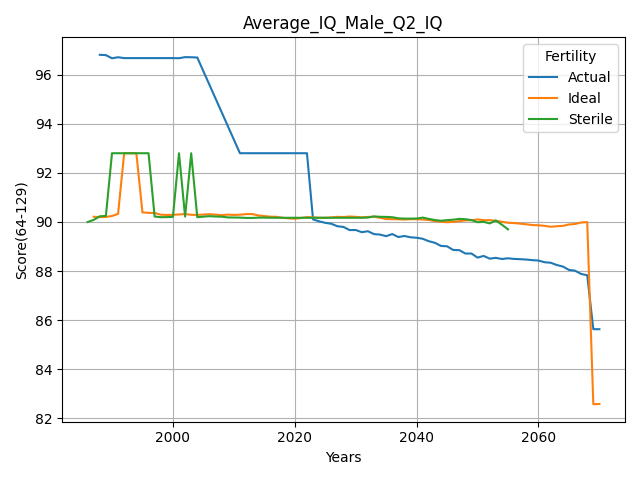 Average_IQ_Male_Q2_IQ
Fertility
Actual
Ideal
Sterile
Score(64-129)
96
94
92
90
88
86
84
82
2000
2020
2040
2060
Years